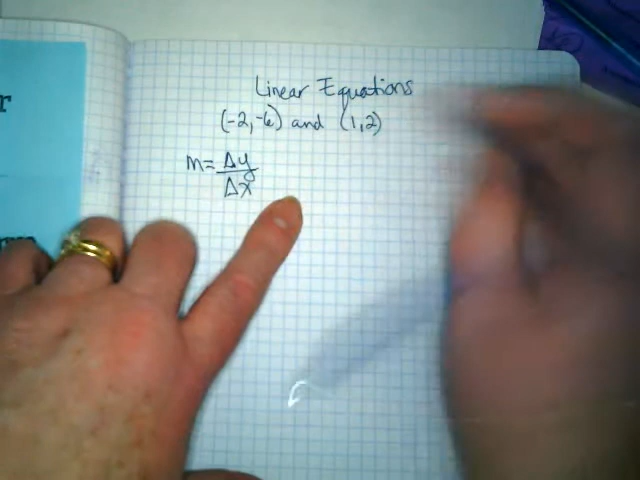 Linear Equations
(-2,-6) and (1,2)
m=Δy/Δx
r